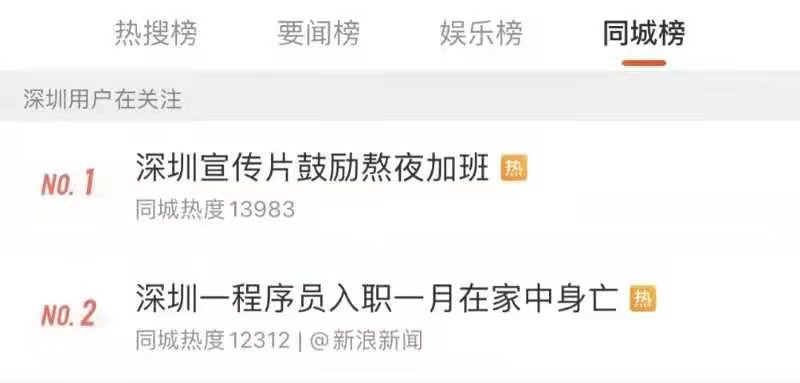 热搜榜 要闻榜 娱乐榜 同城榜
深圳用户在关注
NO. 1 深圳宣传片鼓励熬夜加班 热
同城热度13983
NO. 2 深圳一程序员入职一月在家中身亡 热
同城热度12312 | @新浪新闻